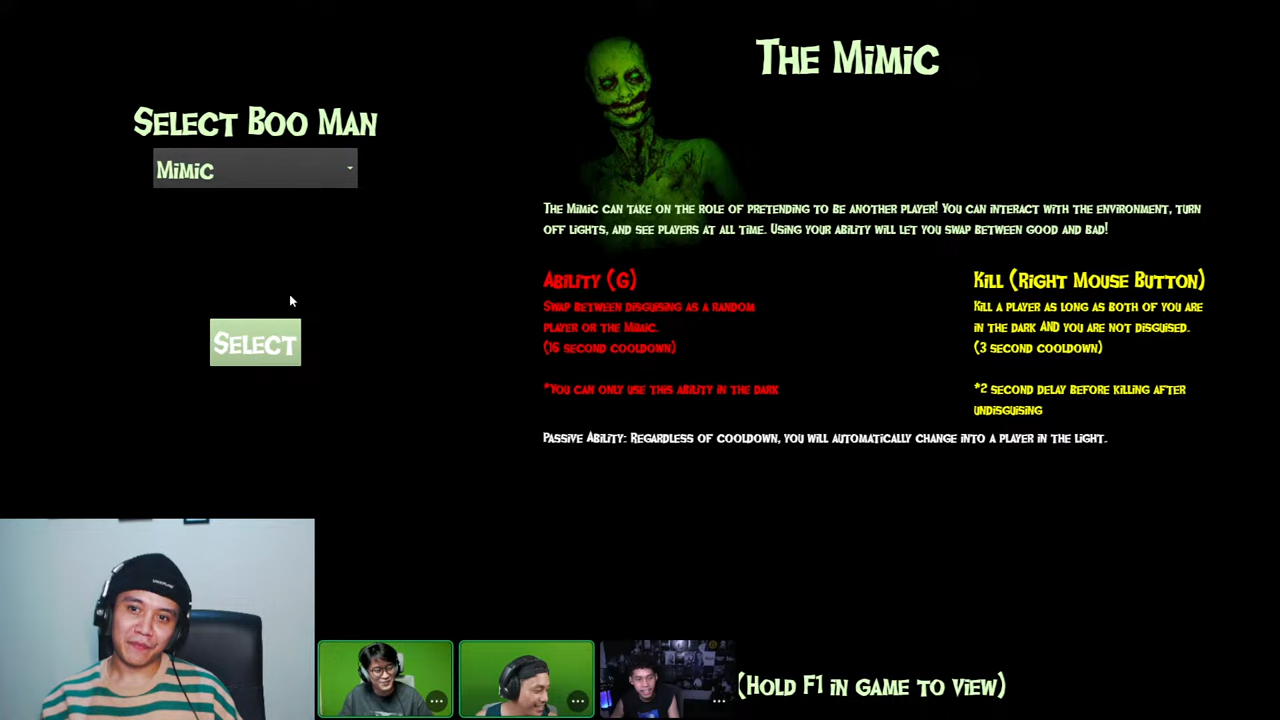 The Mimic
Select Boo Man
Mimic
The Mimic can take on the role of pretending to be another player! You can interact with the environment, turn
off lights, and see players at all time. Using your ability will let you swap between good and bad!
Ability (G)
Swap between disguising as a random
player or the Mimic.
(15 second cooldown)
*You can only use this ability in the dark
Kill (Right Mouse Button)
Kill a player as long as both of you are
in the dark and you are not disguised.
(3 second cooldown)
*2 second delay before killing after
undisguising
Select
Passive Ability: Regardless of cooldown, you will automatically change into a player in the light.
(Hold F1 in game to view)